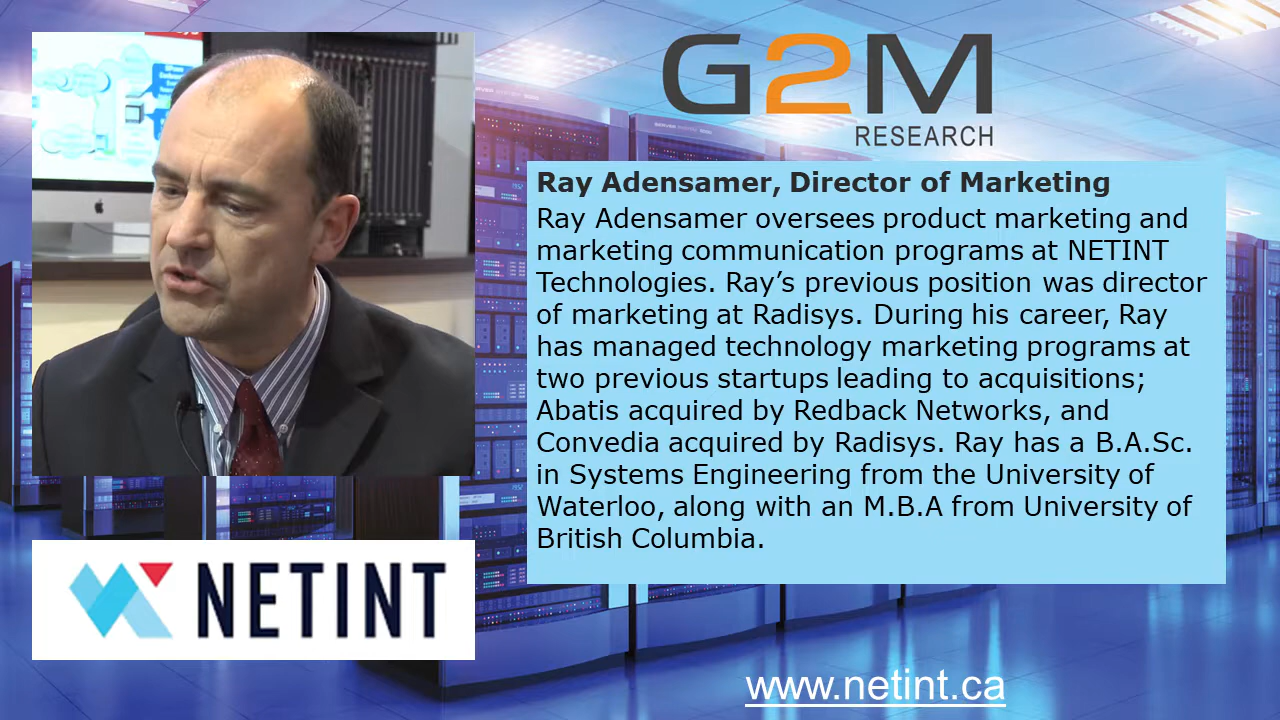 G2M
RESEARCH
Ray Adensamer, Director of Marketing
Ray Adensamer oversees product marketing and
marketing communication programs at NETINT
Technologies. Ray’s previous position was director
of marketing at Radisys. During his career, Ray
has managed technology marketing programs at
two previous startups leading to acquisitions;
Abatis acquired by Redback Networks, and
Convedia acquired by Radisys. Ray has a B.A.Sc.
in Systems Engineering from the University of
Waterloo, along with an M.B.A from University of
British Columbia.
NETINT
www.netint.ca